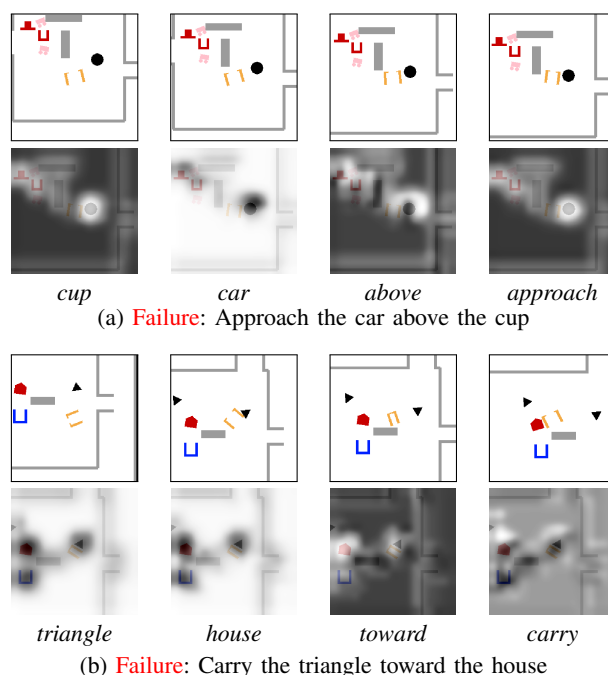 cup car above approach
(a) Failure: Approach the car above the cup
triangle house toward carry
(b) Failure: Carry the triangle toward the house